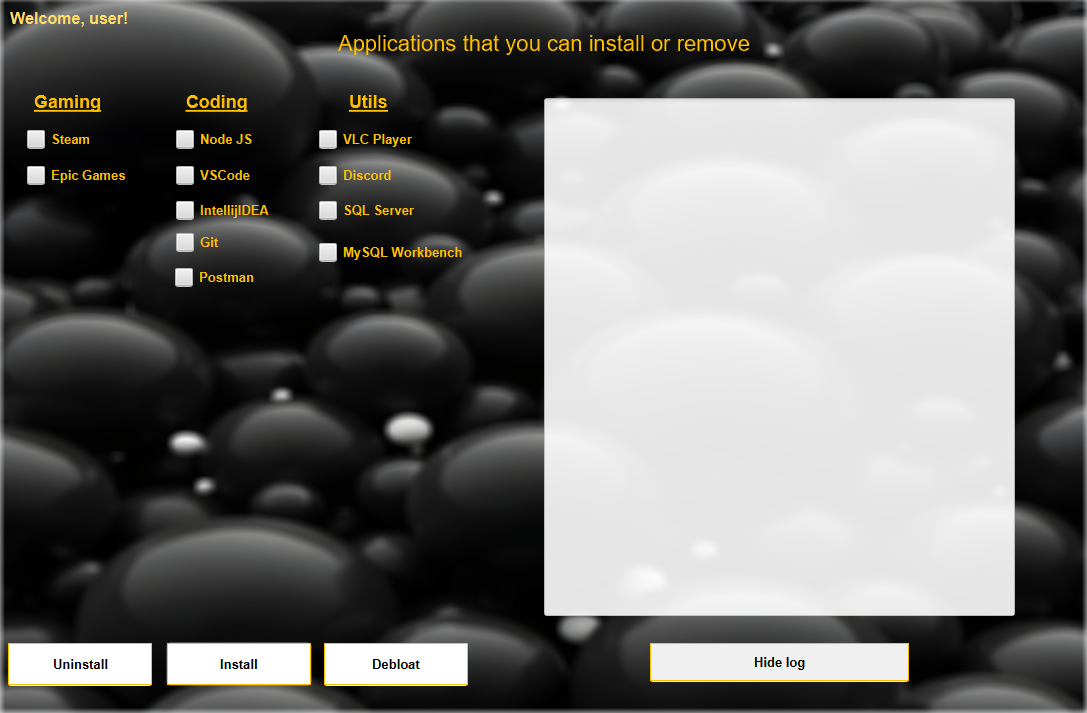 Welcome, user!
Applications that you can install or remove
Gaming
Steam
Epic Games
Coding
Node JS
VSCode
IntellijIDEA
Git
Postman
Utils
VLC Player
Discord
SQL Server
MySQL Workbench
Uninstall
Install
Debloat
Hide log